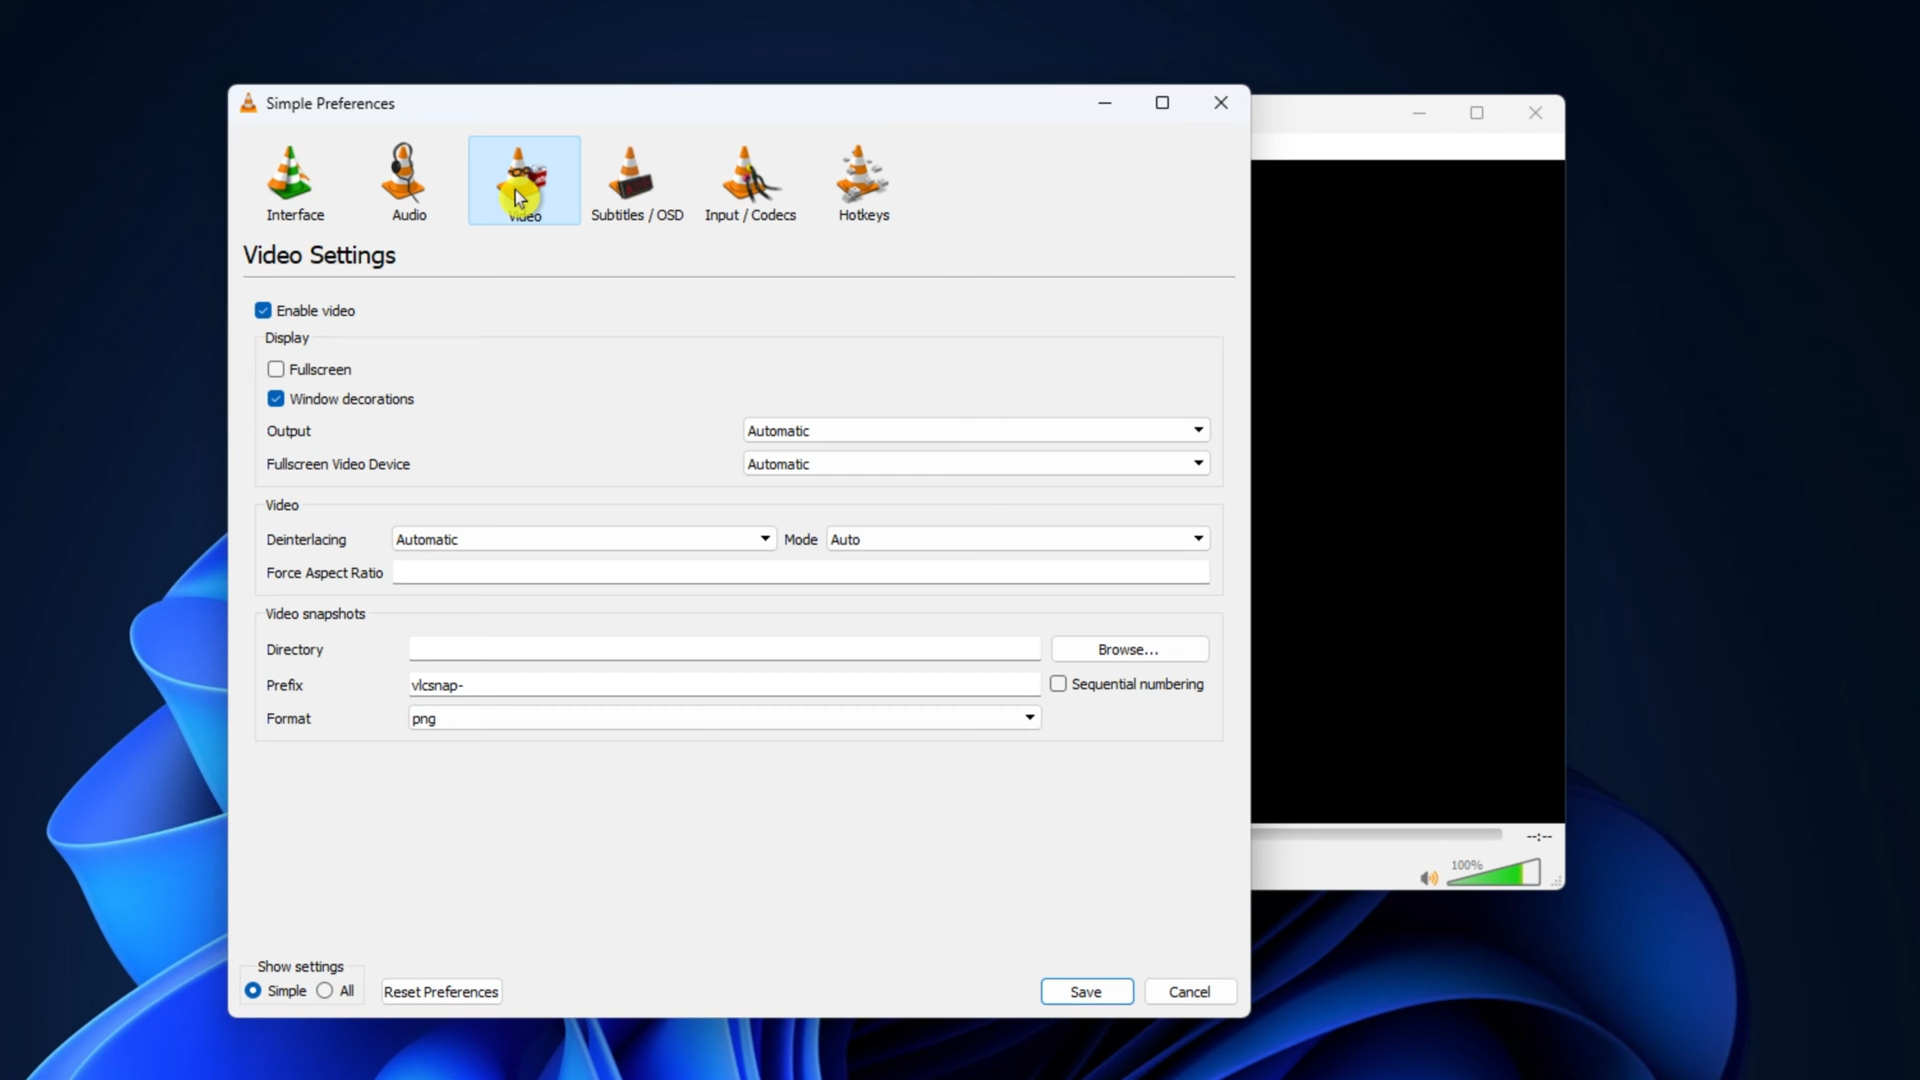 Simple Preferences
Interface
Audio
Video
Subtitles / OSD
Input / Codecs
Hotkeys
Video Settings
Enable video
Display
Fullscreen
Window decorations
Output Automatic
Fullscreen Video Device Automatic
Video
Deinterlacing Automatic Mode Auto
Force Aspect Ratio
Video snapshots
Directory Browse...
Prefix vlcsnap- Sequential numbering
Format png
--:--
100%
Show settings
Simple All Reset Preferences Save Cancel